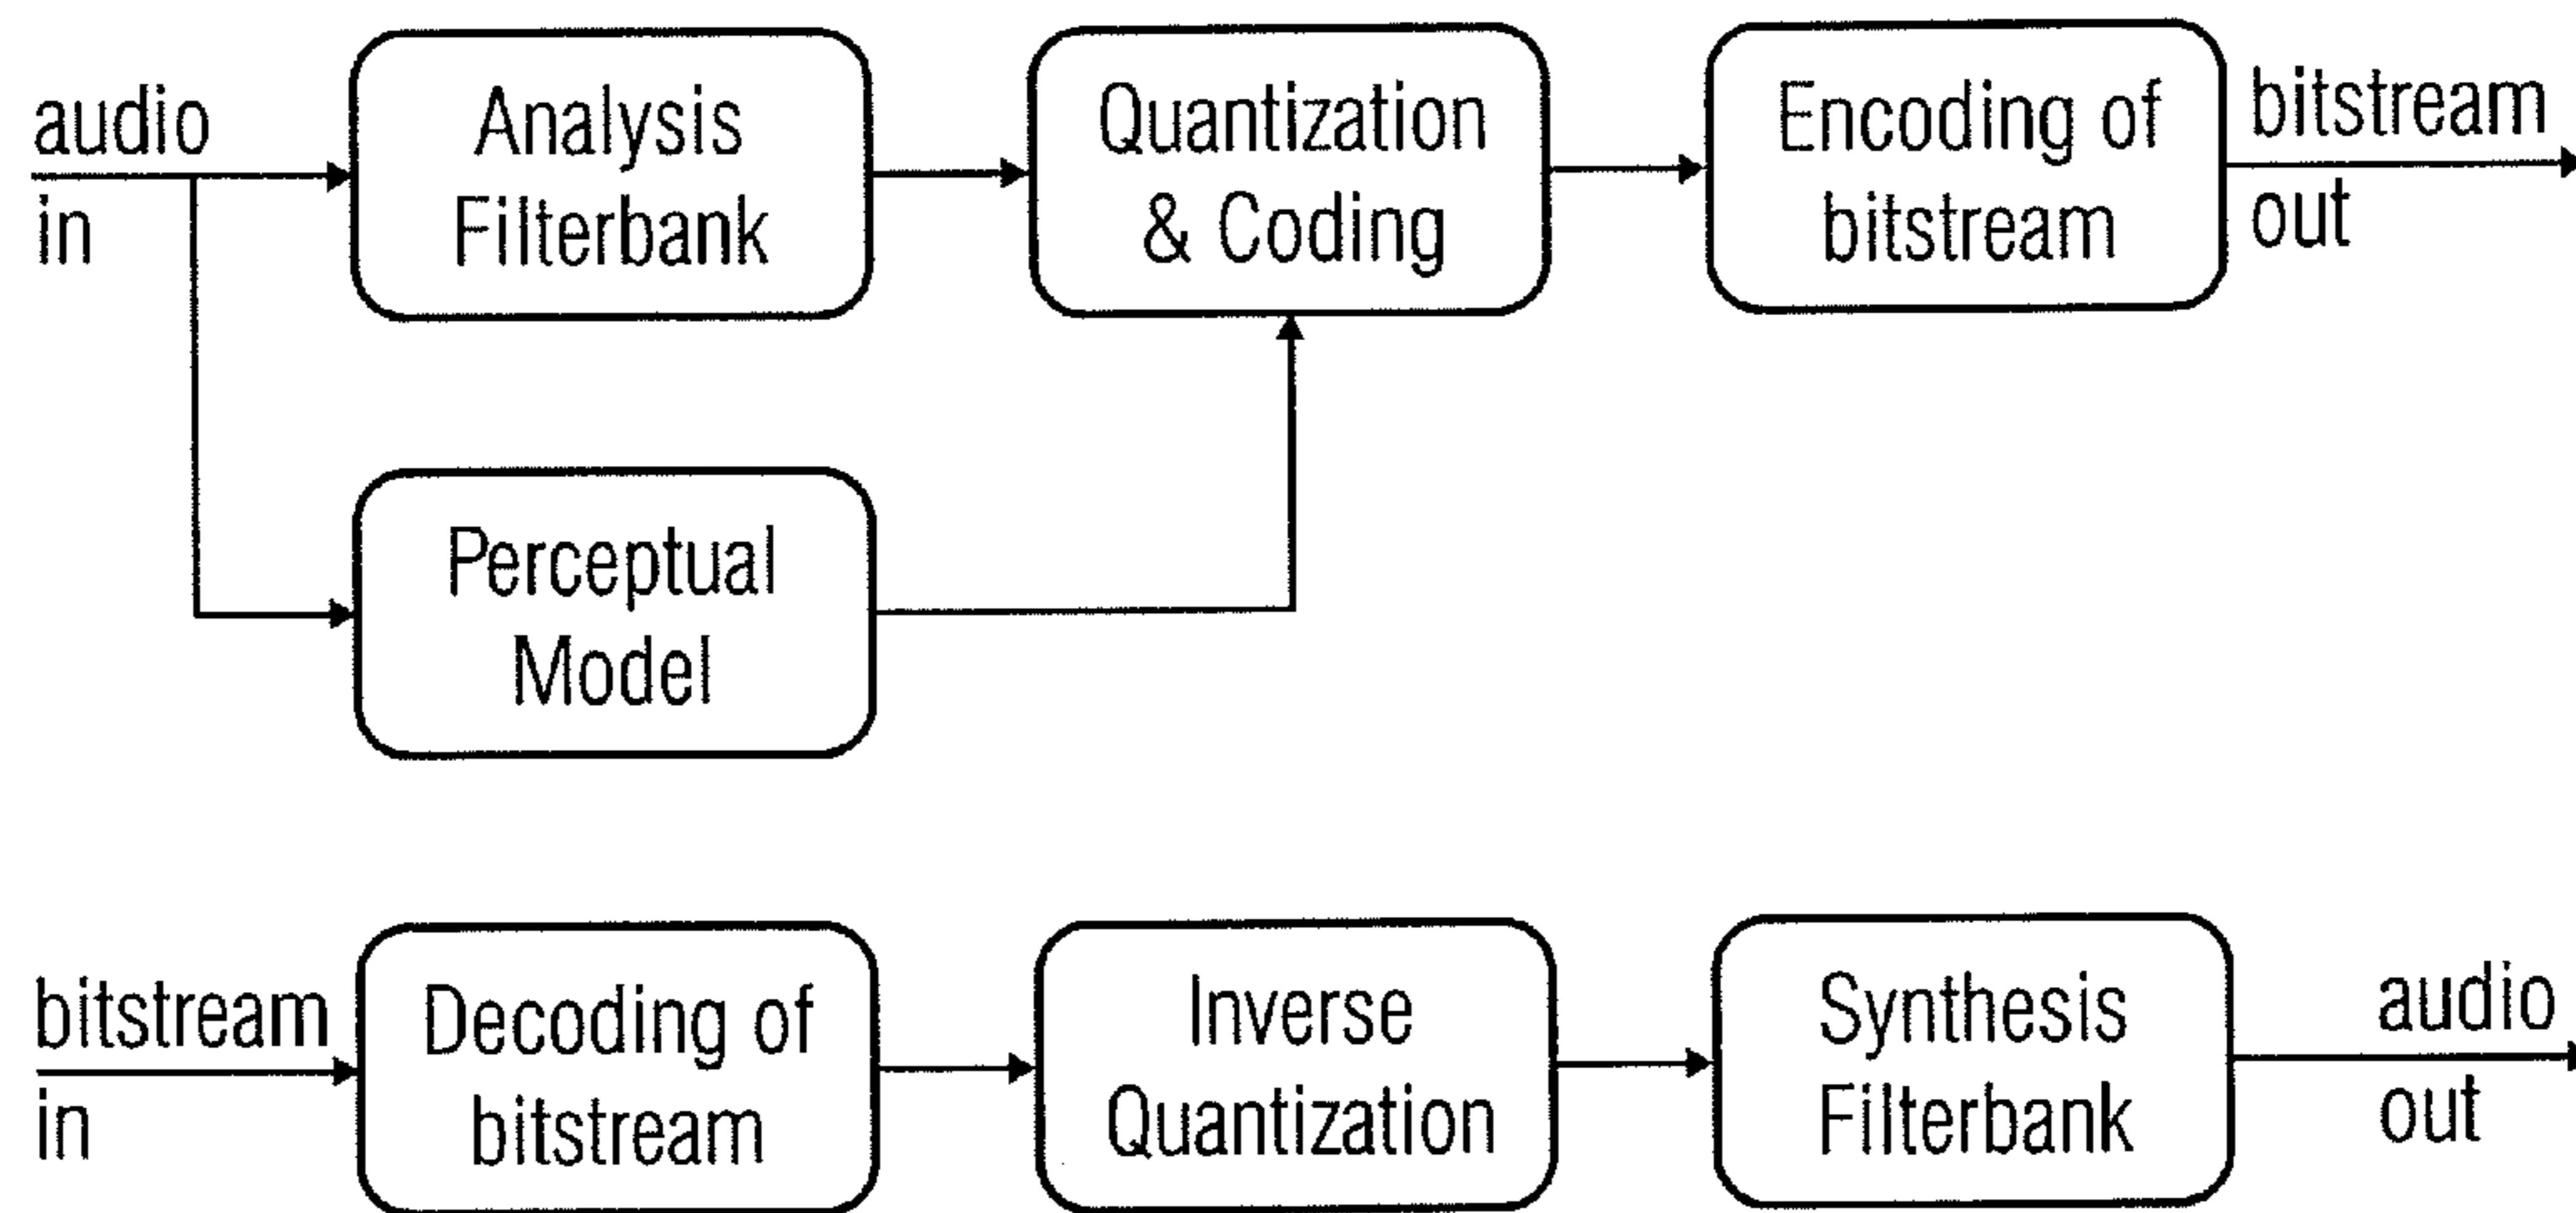 audio
in
Analysis
Filterbank
Quantization
& Coding
Encoding of
bitstream
bitstream
out
Perceptual
Model
bitstream
in
Decoding of
bitstream
Inverse
Quantization
Synthesis
Filterbank
audio
out